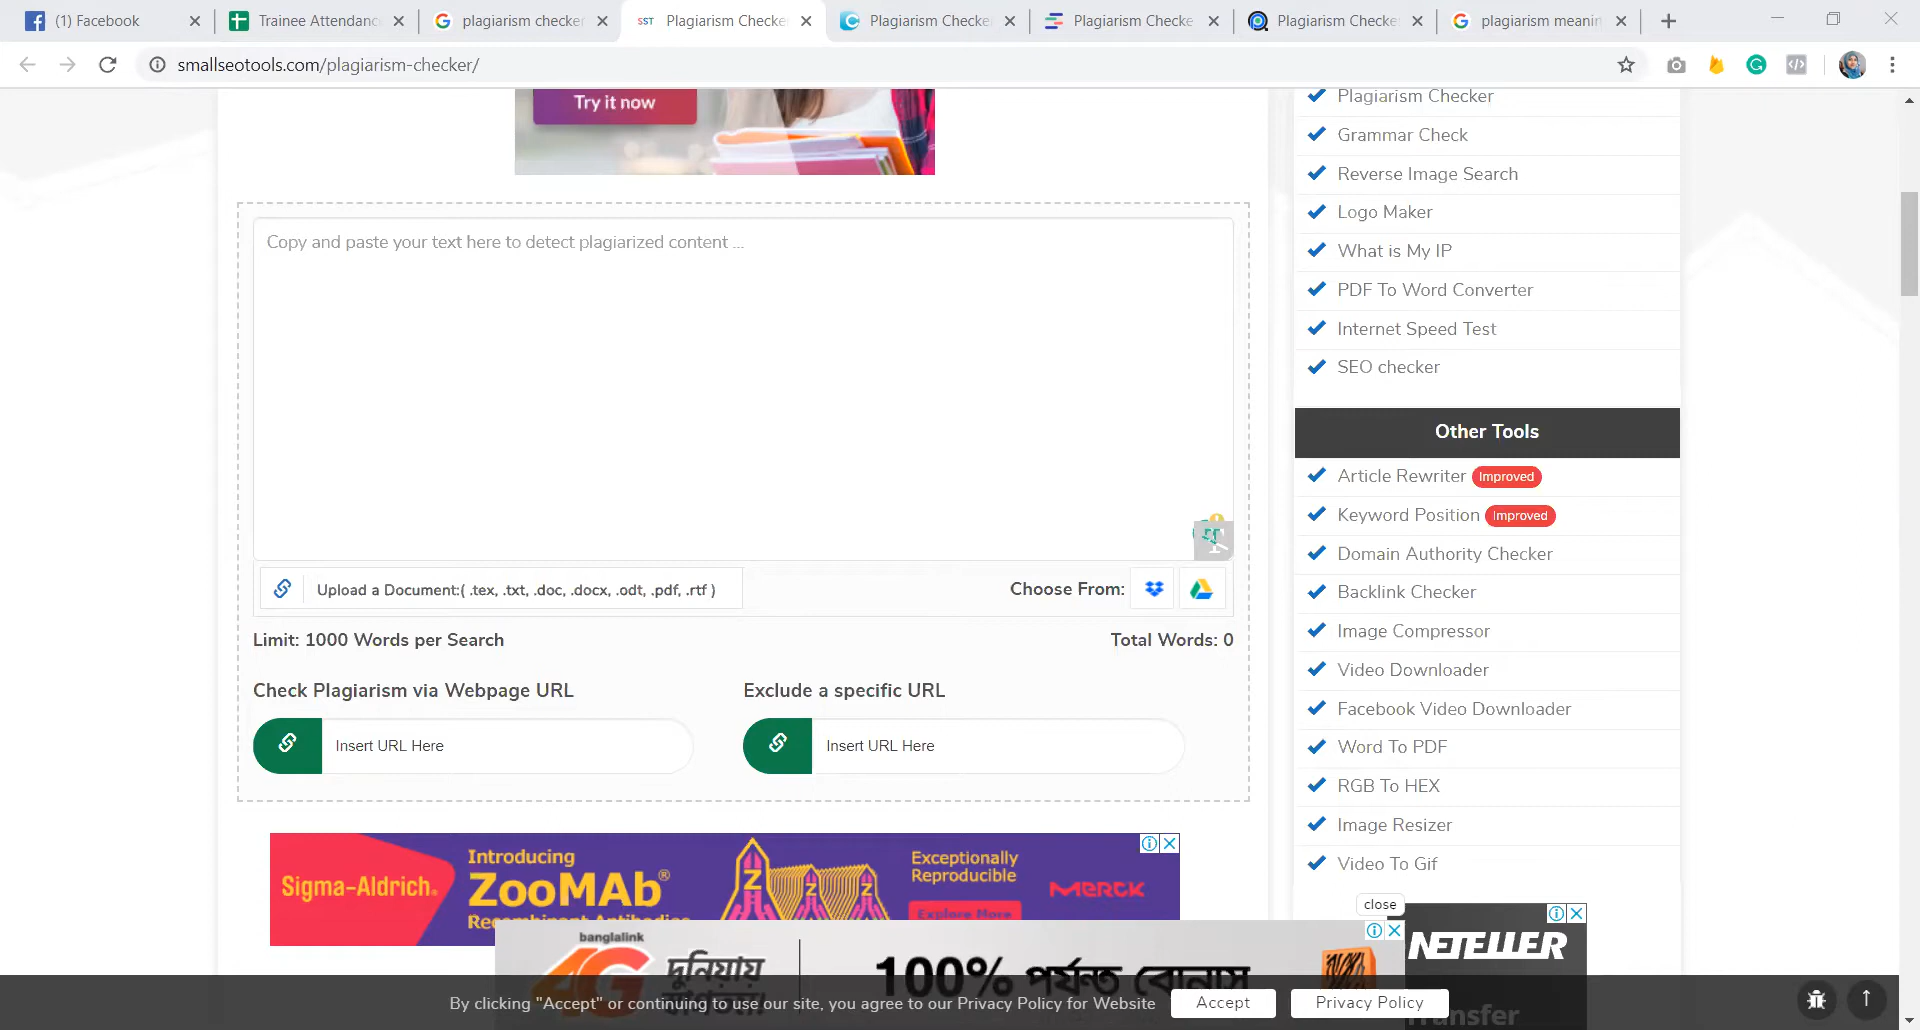 (1) Facebook
Trainee Attendanc
plagiarism checker
SST Plagiarism Checke
Plagiarism Checke
Plagiarism Checke
Plagiarism Checke
plagiarism meanin
smallseotools.com/plagiarism-checker/
Try it now
Copy and paste your text here to detect plagiarized content ...
Upload a Document:( .tex, .txt, .doc, .docx, .odt, .pdf, .rtf )
Choose From:
Limit: 1000 Words per Search
Total Words: 0
Check Plagiarism via Webpage URL
Exclude a specific URL
Insert URL Here
Insert URL Here
Plagiarism Checker
Grammar Check
Reverse Image Search
Logo Maker
What is My IP
PDF To Word Converter
Internet Speed Test
SEO checker
Other Tools
Article Rewriter Improved
Keyword Position Improved
Domain Authority Checker
Backlink Checker
Image Compressor
Video Downloader
Facebook Video Downloader
Word To PDF
RGB To HEX
Image Resizer
Video To Gif
Sigma-Aldrich.
Introducing
ZooMAb®
Exceptionally
Reproducible
Explore More
MERCK
close
banglalink
4G
100% পর্যন্ত বোনাস
NETELLER
By clicking "Accept" or continuing to use our site, you agree to our Privacy Policy for Website
Accept
Privacy Policy